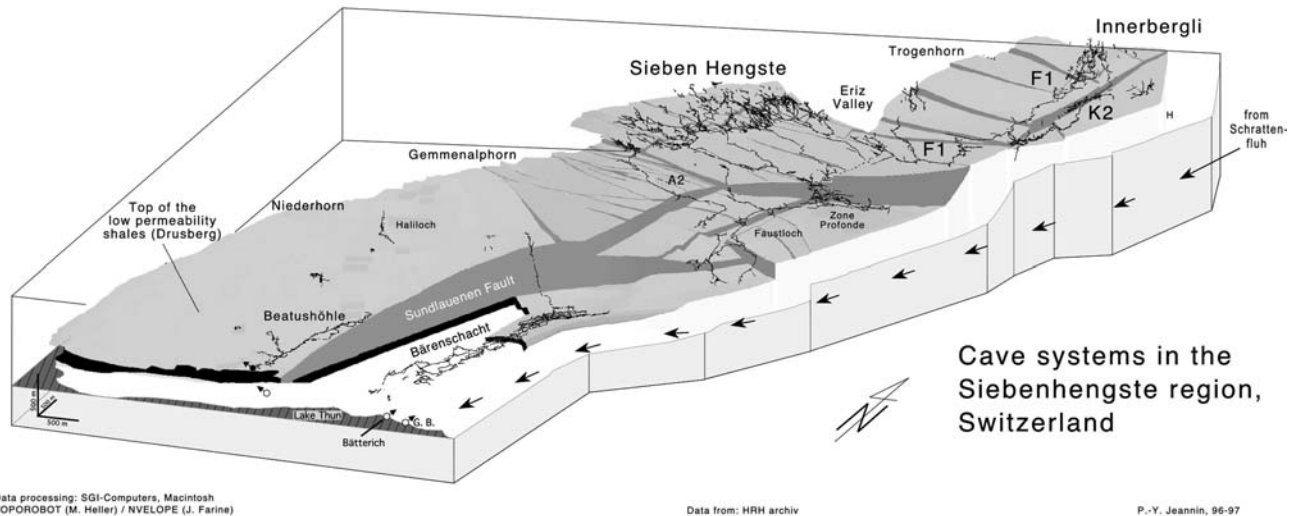 Innerbergli
Trogenhorn
Sieben Hengste
F1
Eriz
Valley
K2
H
from
Schratten-
fluh
Gemmenalphorn
F1
A2
Niederhorn
Top of the
low permeability
shales (Drusberg)
Haliloch
Zone
Profonde
Faustloch
Sundlauenen Fault
Beatushöhle
Bärenschacht
Cave systems in the
Siebenhengste region,
Switzerland
500 m
Lake Thun
G. B.
Bätterich
Data processing: SGI-Computers, Macintosh
TOPOROBOT (M. Heller) / NVELOPE (J. Farine)
Data from: HRH archiv
P.-Y. Jeannin, 96-97